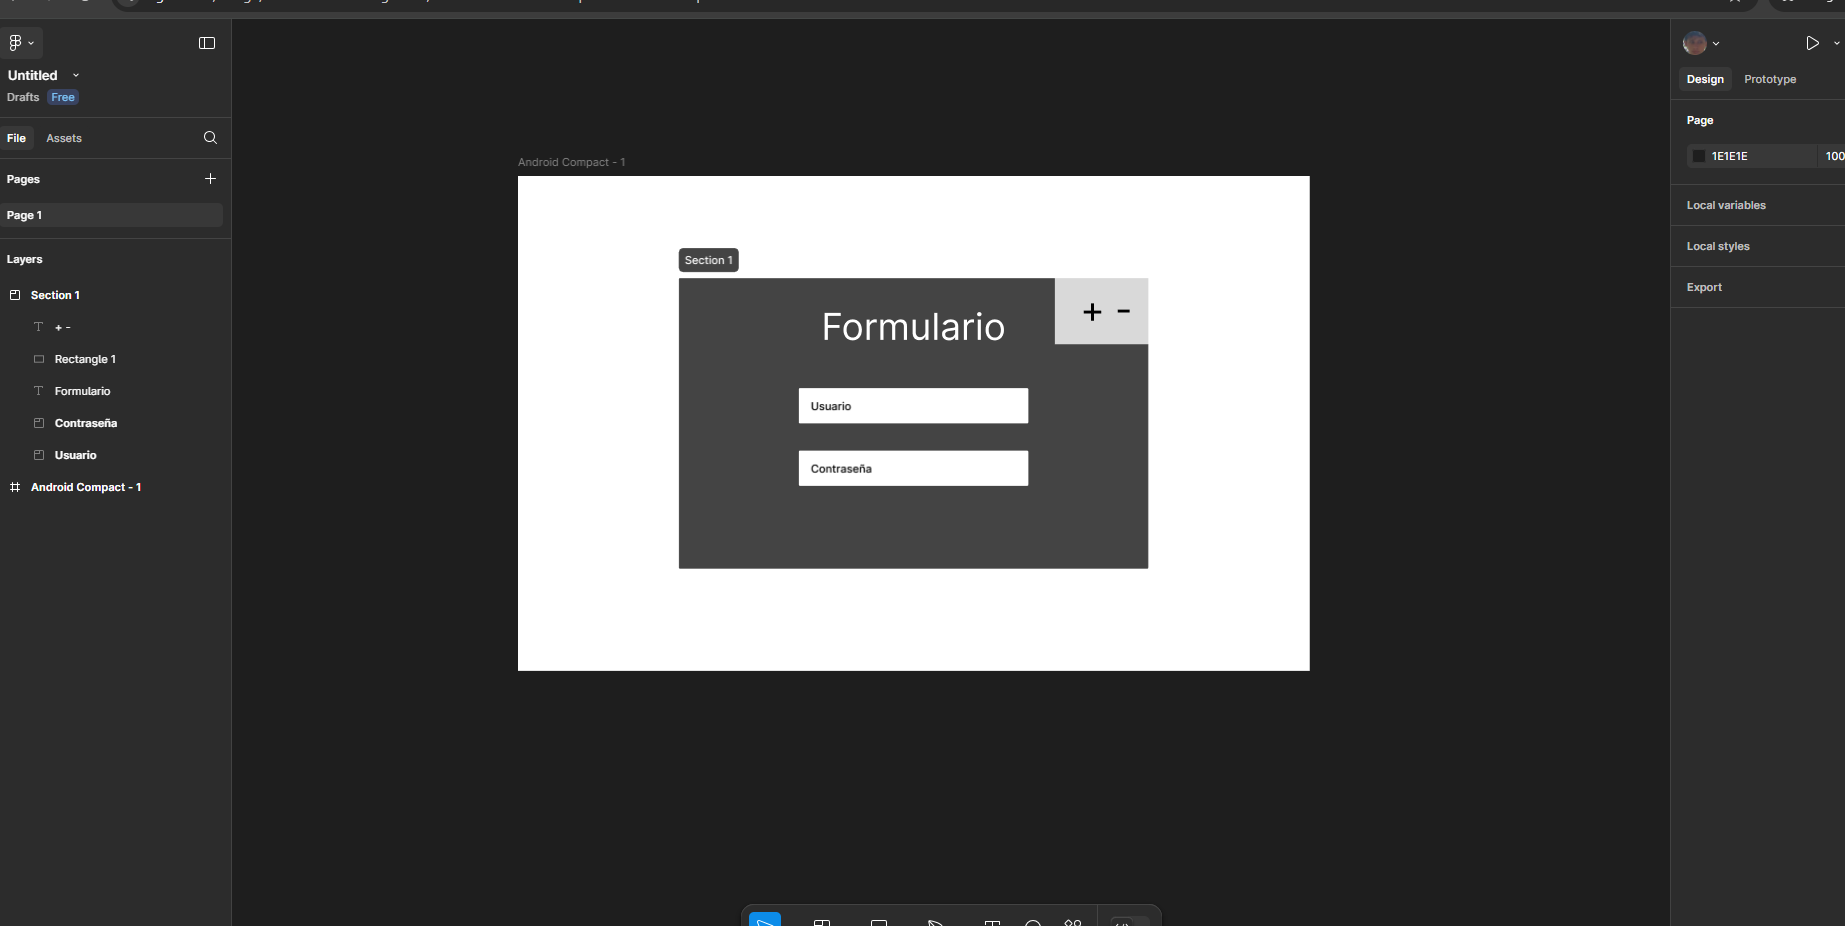 Untitled
Drafts Free
File Assets
Pages
Page 1
Layers
Section 1
+ -
Rectangle 1
Formulario
Contraseña
Usuario
Android Compact - 1
Android Compact - 1
Section 1
Formulario
+ -
Usuario
Contraseña
Design Prototype
Page
1E1E1E 100
Local variables
Local styles
Export